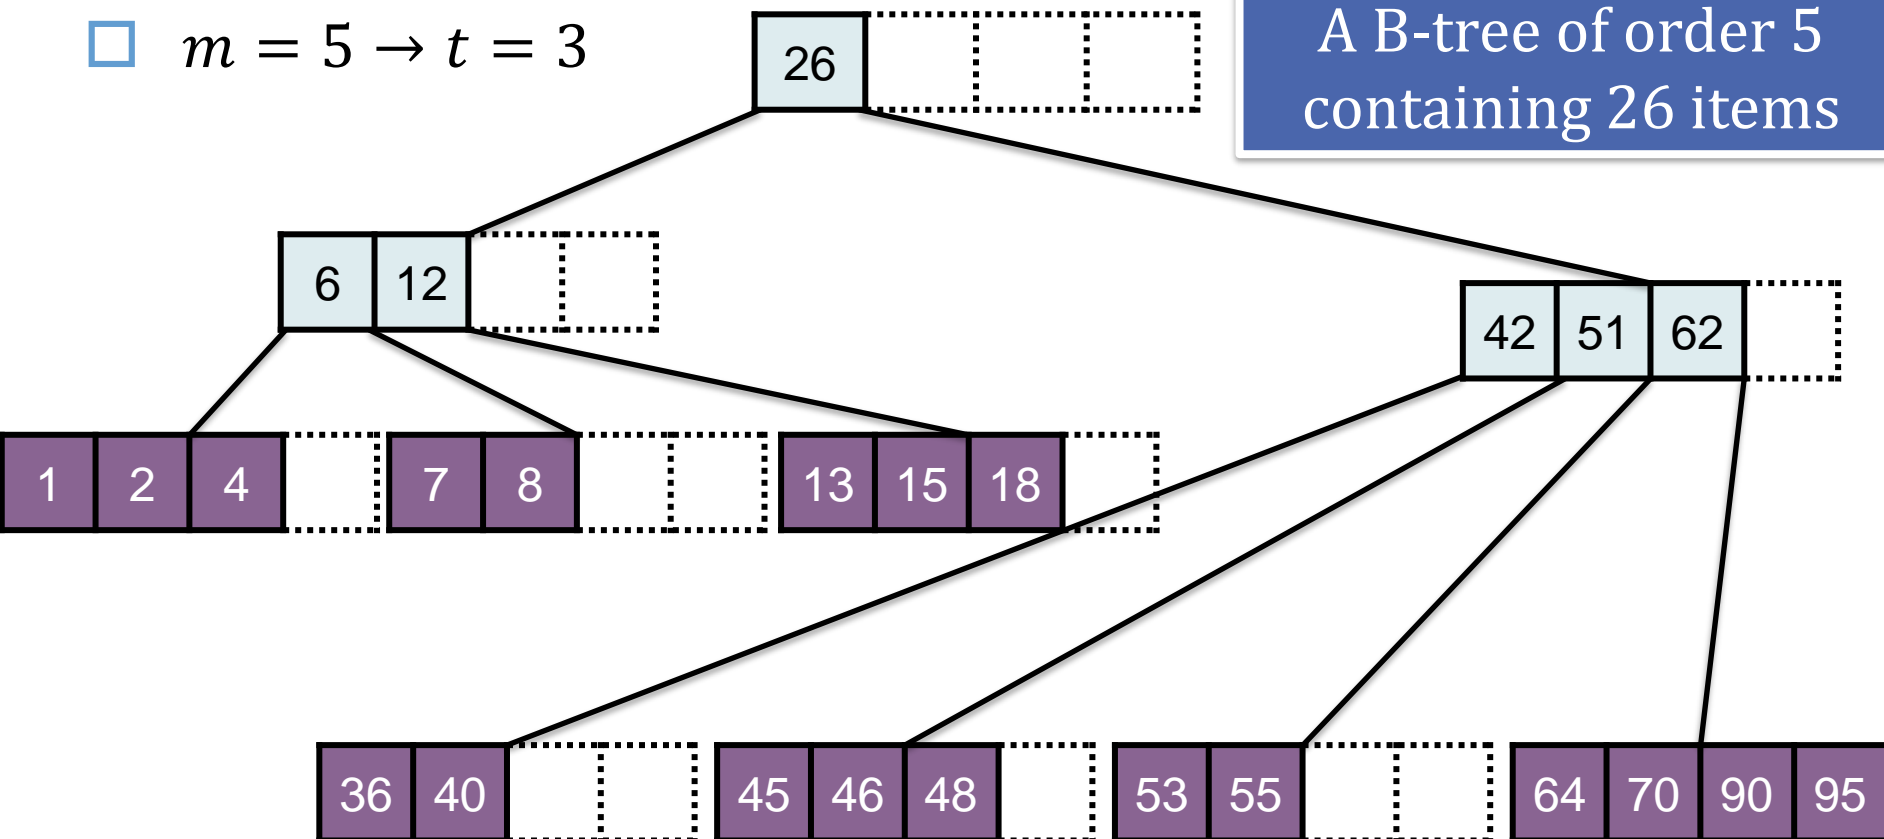 m = 5 → t = 3
A B-tree of order 5
containing 26 items
26
6 12
42 51 62
1 2 4 7 8 13 15 18
36 40 45 46 48 53 55 64 70 90 95